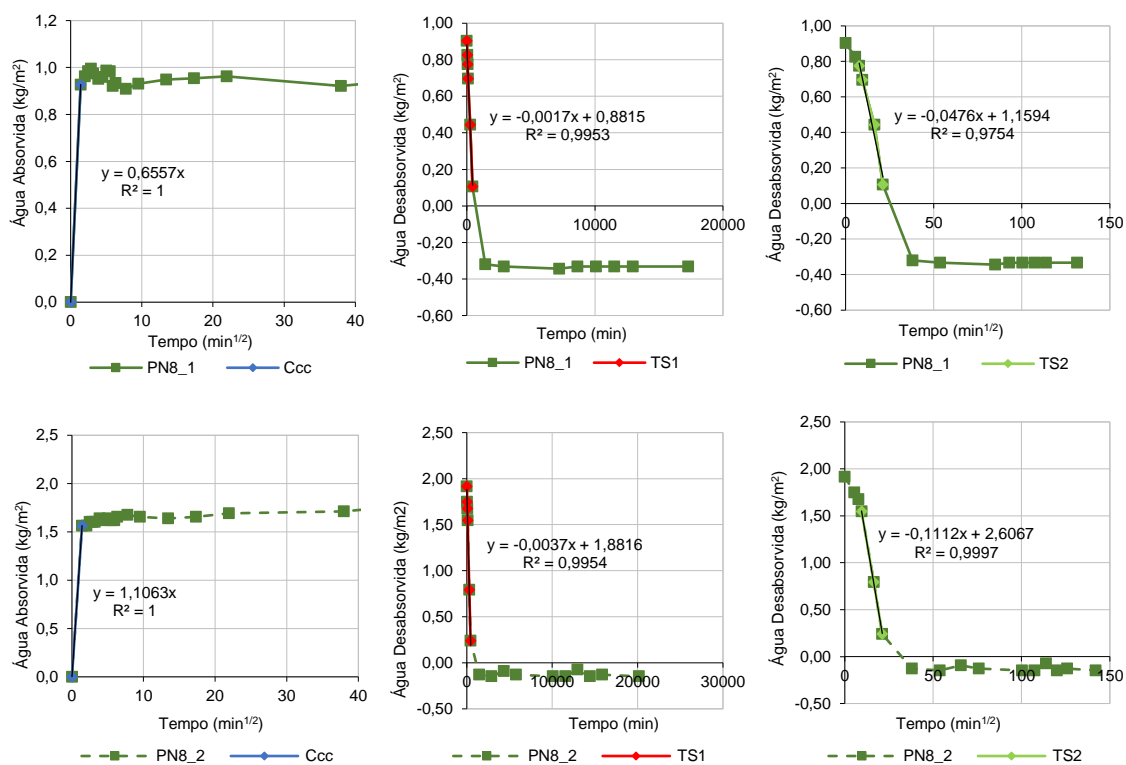 Água Absorvida (kg/m²)
1,2
1,0
0,8
0,6
0,4
0,2
0,0
0
10
20
30
40
y = 0,6557x
R² = 1
Tempo (min1/2)
PN8_1
Ccc
Água Desabsorvida (kg/m²)
1,00
0,80
0,60
0,40
0,20
0,00
-0,20
-0,40
-0,60
0
10000
20000
y = -0,0017x + 0,8815
R² = 0,9953
Tempo (min)
PN8_1
TS1
Água Desabsorvida (kg/m²)
1,00
0,80
0,60
0,40
0,20
0,00
-0,20
-0,40
-0,60
0
50
100
150
y = -0,0476x + 1,1594
R² = 0,9754
Tempo (min1/2)
PN8_1
TS2
Água Absorvida (kg/m²)
2,5
2,0
1,5
1,0
0,5
0,0
0
10
20
30
40
y = 1,1063x
R² = 1
Tempo (min1/2)
PN8_2
Ccc
Água Desabsorvida (kg/m2)
2,50
2,00
1,50
1,00
0,50
0,00
-0,50
0
10000
20000
30000
y = -0,0037x + 1,8816
R² = 0,9954
Tempo (min)
PN8_2
TS1
Água Desabsorvida (kg/m²)
2,50
2,00
1,50
1,00
0,50
0,00
-0,50
0
50
100
150
y = -0,1112x + 2,6067
R² = 0,9997
Tempo (min1/2)
PN8_2
TS2